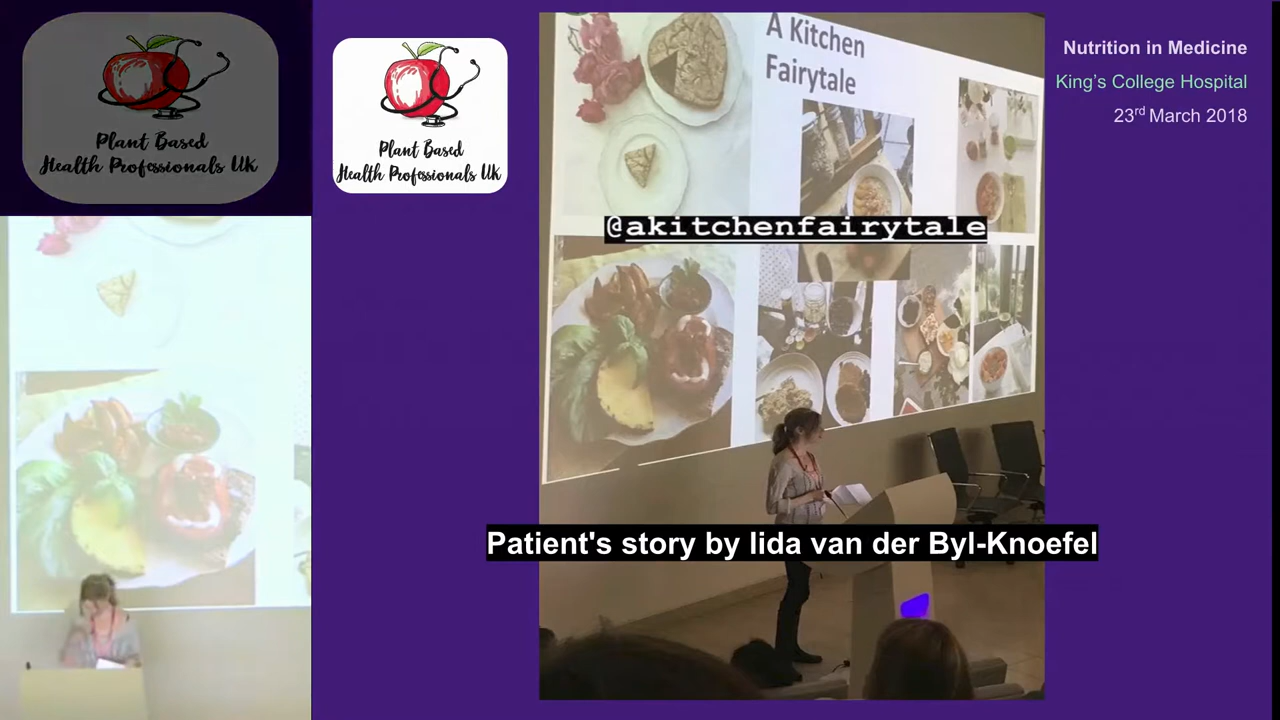 Plant Based
Health Professionals UK
Plant Based
Health Professionals UK
Nutrition in Medicine
King's College Hospital
23rd March 2018
A Kitchen
Fairytale
@akitchenfairytale
Patient's story by Iida van der Byl-Knoefel